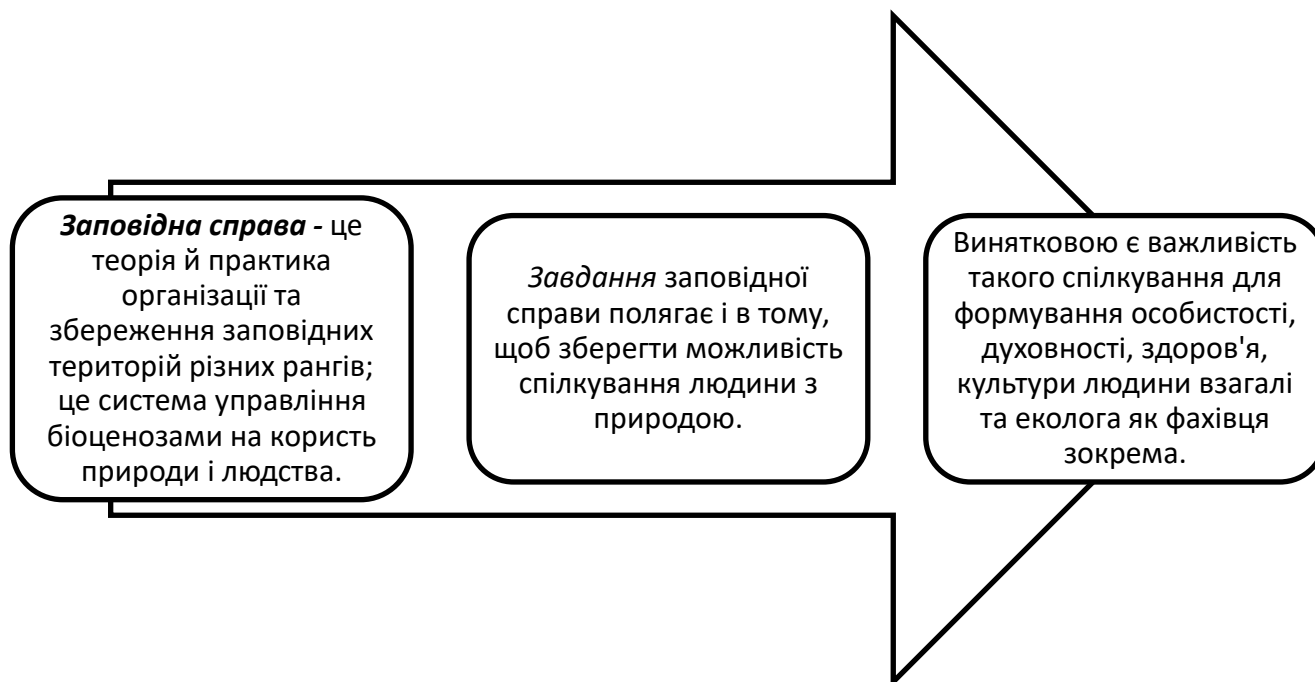 Заповідна справа - це
теорія й практика
організації та
збереження заповідних
територій різних рангів;
це система управління
біоценозами на користь
природи і людства.
Завдання заповідної
справи полягає і в тому,
щоб зберегти можливість
спілкування людини з
природою.
Винятковою є важливість
такого спілкування для
формування особистості,
духовності, здоров'я,
культури людини взагалі
та еколога як фахівця
зокрема.